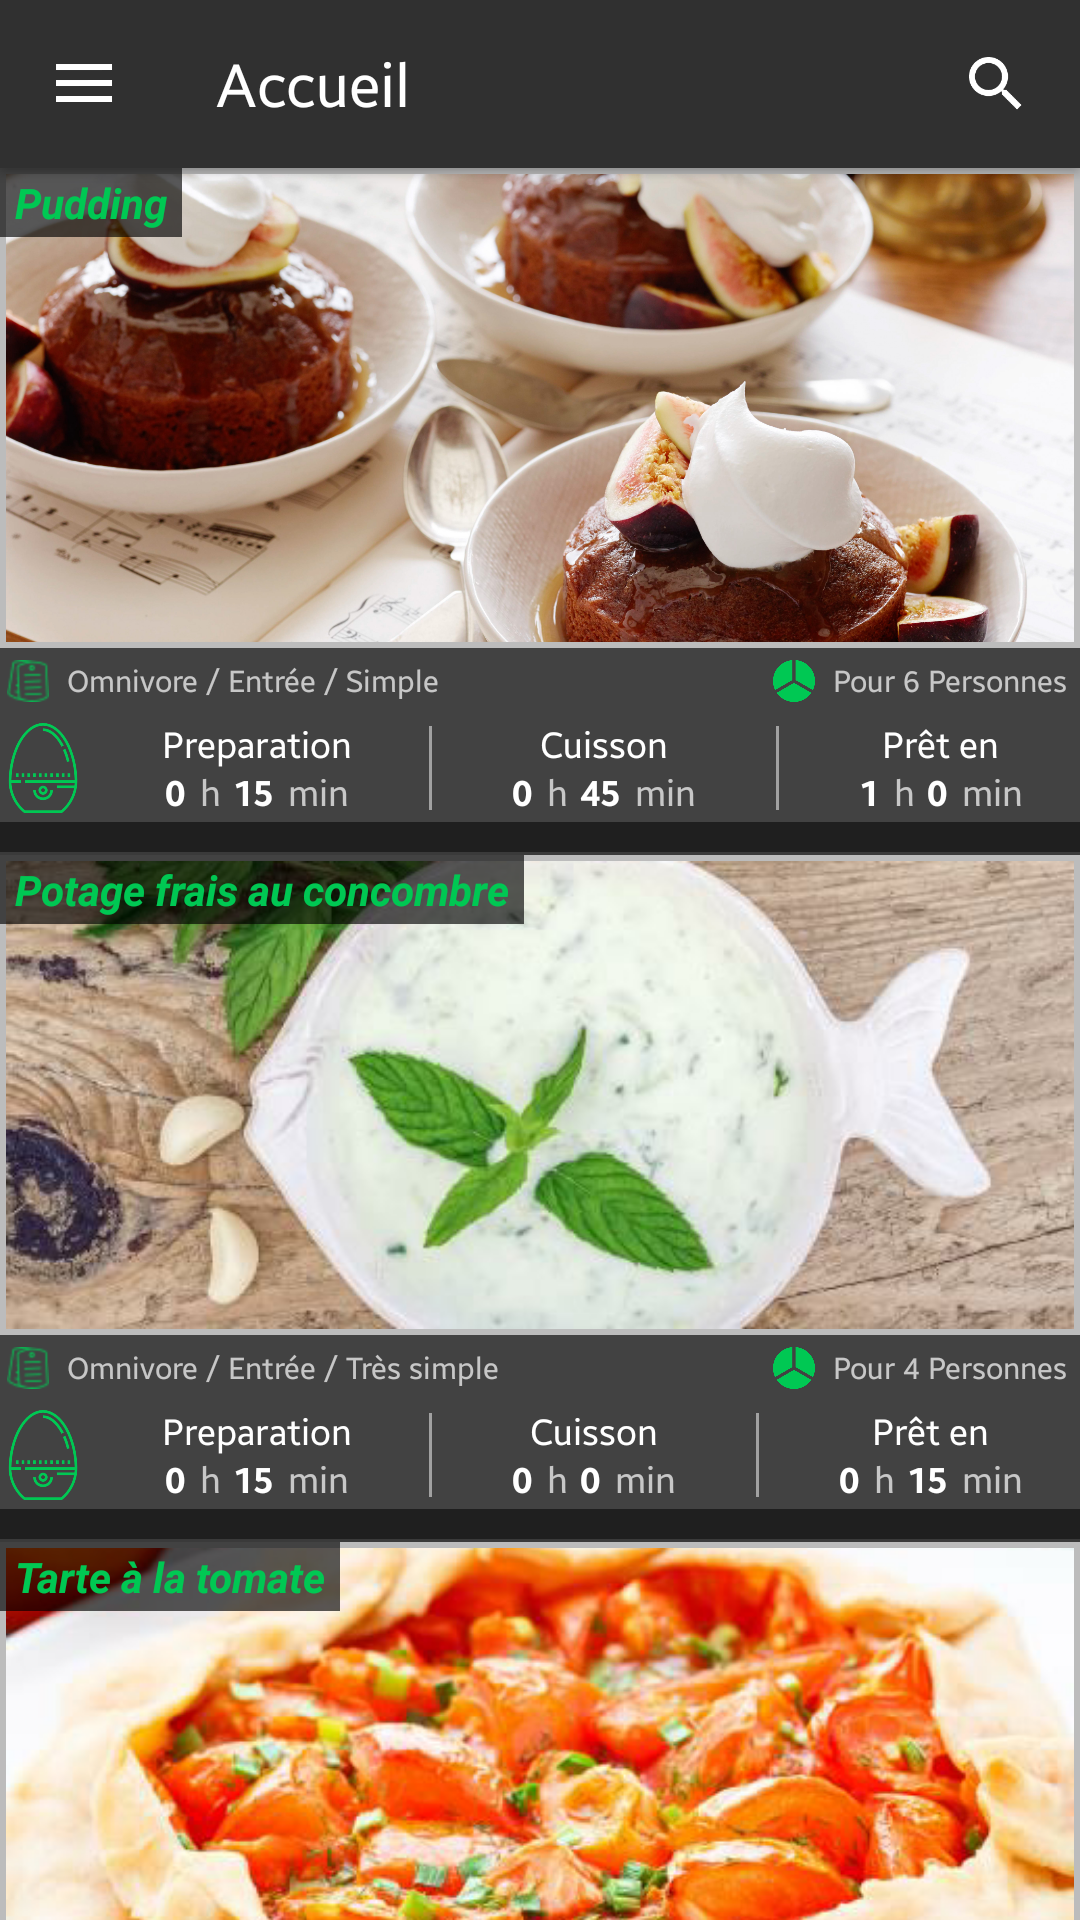 Accueil
Pudding
Omnivore / Entrée / Simple
Pour 6 Personnes
Preparation
Cuisson
Prêt en
0 h 15 min
0 h 45 min
1 h 0 min
Potage frais au concombre
Omnivore / Entrée / Très simple
Pour 4 Personnes
Preparation
Cuisson
Prêt en
0 h 15 min
0 h 0 min
0 h 15 min
Tarte à la tomate